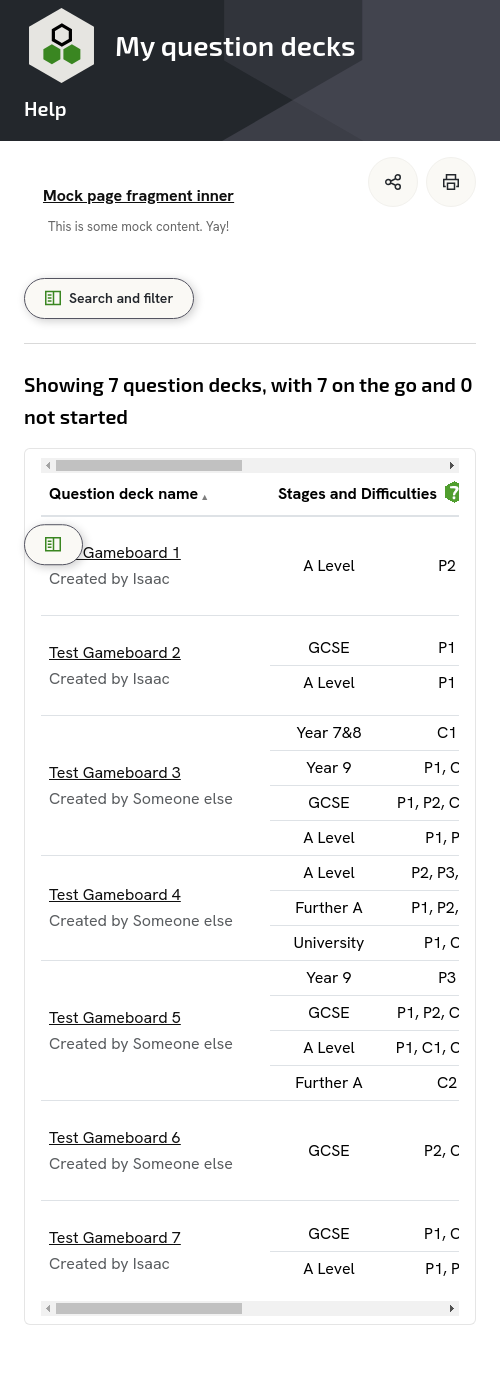 My question decks
Help
Mock page fragment inner
This is some mock content. Yay!
Search and filter
Showing 7 question decks, with 7 on the go and 0
not started
Question deck name ▲ Stages and Difficulties ?
Gameboard 1
Created by Isaac
A Level P2
Test Gameboard 2
Created by Isaac
GCSE P1
A Level P1
Test Gameboard 3
Created by Someone else
Year 7&8 C1
Year 9 P1, C
GCSE P1, P2, C
A Level P1, P
Test Gameboard 4
Created by Someone else
A Level P2, P3,
Further A P1, P2,
University P1, C
Test Gameboard 5
Created by Someone else
Year 9 P3
GCSE P1, P2, C
A Level P1, C1, C
Further A C2
Test Gameboard 6
Created by Someone else
GCSE P2, C
Test Gameboard 7
Created by Isaac
GCSE P1, C
A Level P1, P